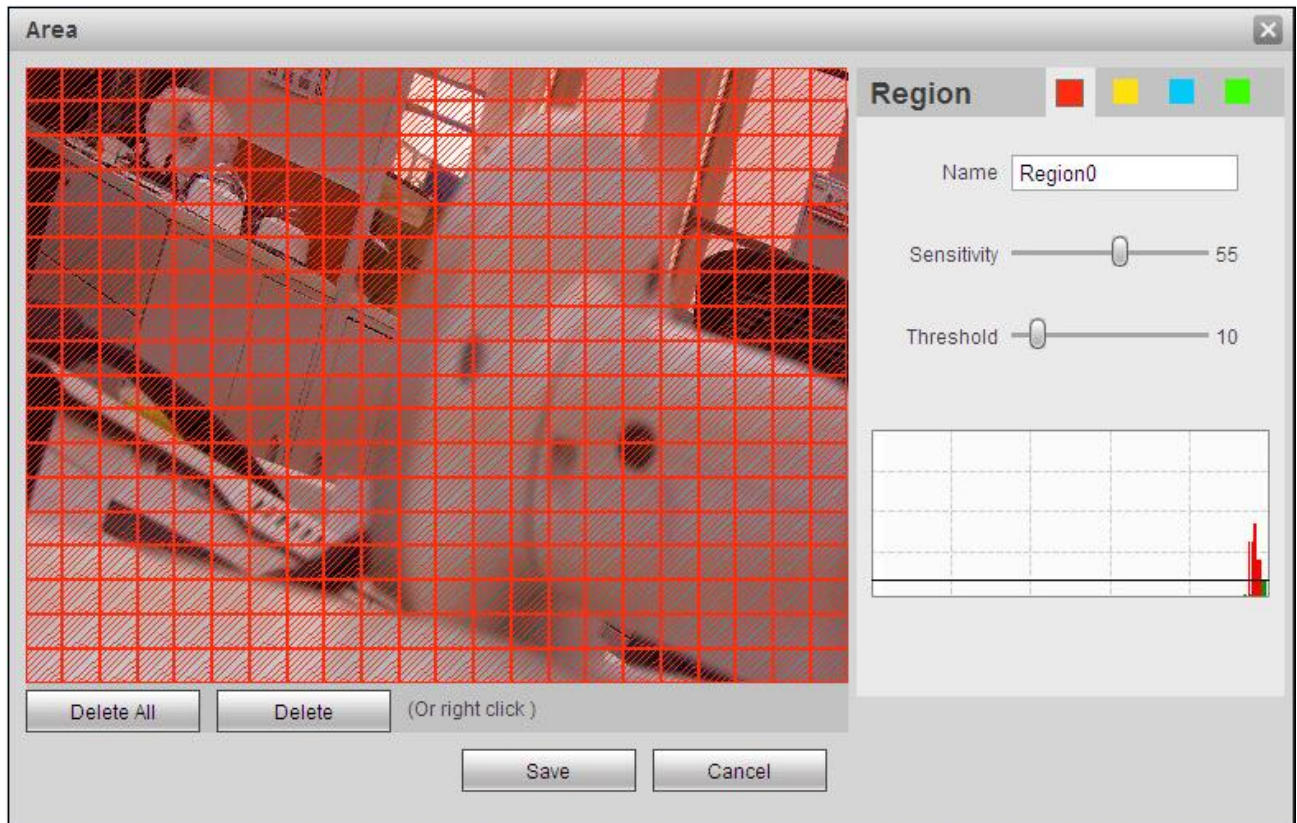 Area
Region
Name Region0
Sensitivity 55
Threshold 10
Delete All Delete (Or right click )
Save Cancel